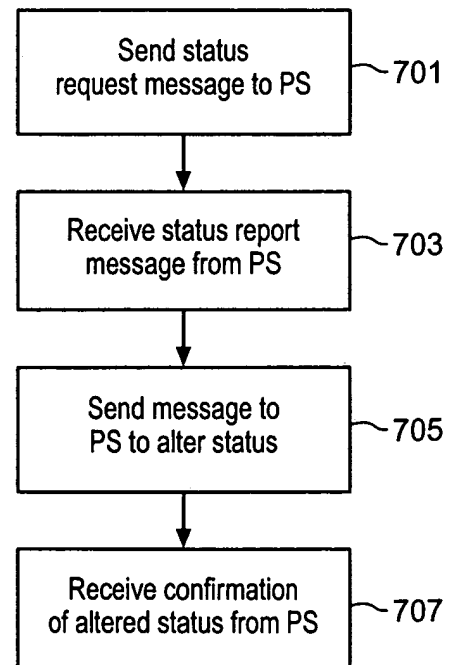 Send status
request message to PS
701
Receive status report
message from PS
703
Send message to
PS to alter status
705
Receive confirmation
of altered status from PS
707